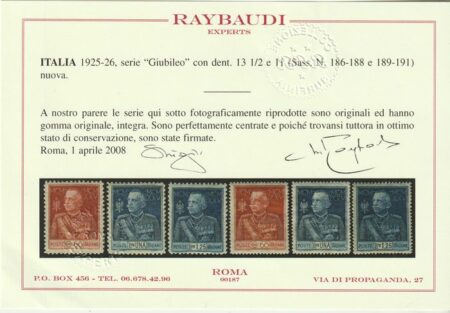 RAYBAUDI
EXPERTS
ITALIA 1925-26, serie “Giubileo” con dent. 13 1/2 e 11 (Sass. N. 186-188 e 189-191)
nuova.
A nostro parere le serie qui sotto fotograficamente riprodotte sono originali ed hanno
gomma originale, integra. Sono perfettamente centrate e poiché trovansi tuttora in ottimo
stato di conservazione, sono state firmate.
Roma, 1 aprile 2008
P.O. BOX 456 - TEL. 06.678.42.96
ROMA
00187
VIA DI PROPAGANDA, 27